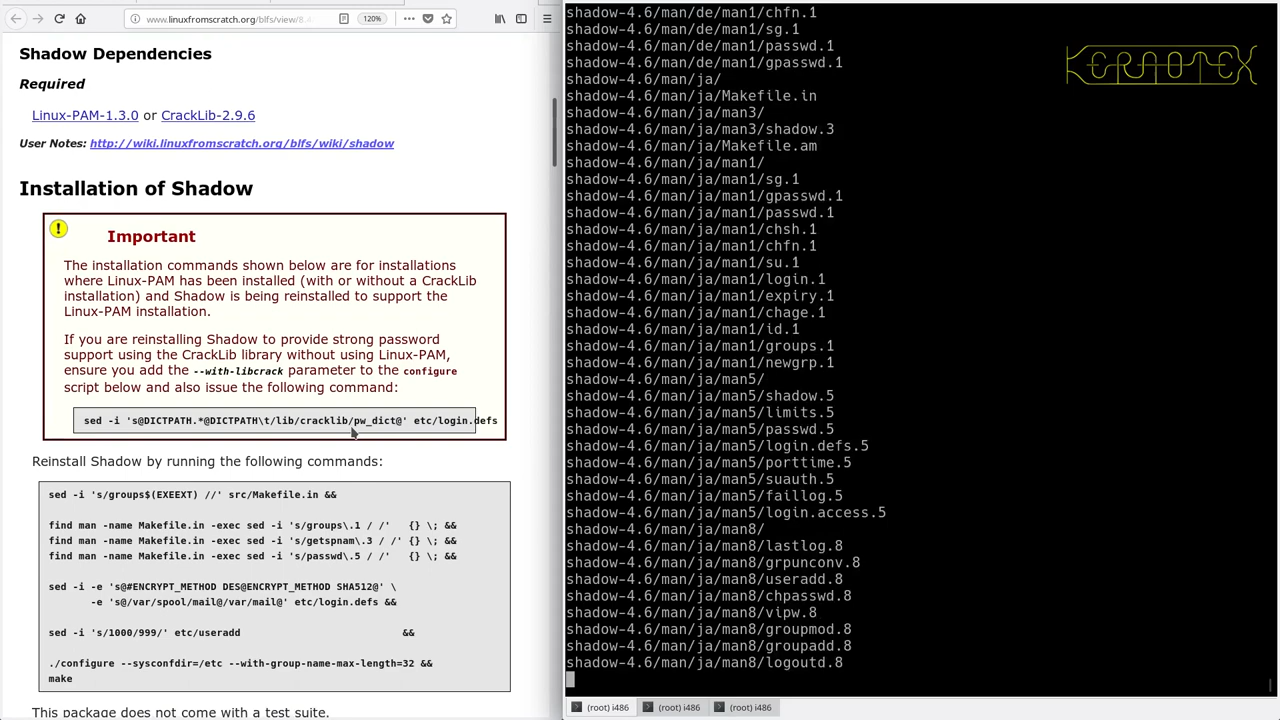 www.linuxfromscratch.org/blfs/view/8.
120%
Shadow Dependencies
Required
Linux-PAM-1.3.0 or CrackLib-2.9.6
User Notes: http://wiki.linuxfromscratch.org/blfs/wiki/shadow
Installation of Shadow
Important
The installation commands shown below are for installations
where Linux-PAM has been installed (with or without a CrackLib
installation) and Shadow is being reinstalled to support the
Linux-PAM installation.
If you are reinstalling Shadow to provide strong password
support using the CrackLib library without using Linux-PAM,
ensure you add the --with-libcrack parameter to the configure
script below and also issue the following command:
sed -i 's@DICTPATH.*@DICTPATH\t/lib/cracklib/pw_dict@' etc/login.defs
Reinstall Shadow by running the following commands:
sed -i 's/groups$(EXEEXT) //' src/Makefile.in &&
find man -name Makefile.in -exec sed -i 's/groups\.1 / /' {} \; &&
find man -name Makefile.in -exec sed -i 's/getspnam\.3 / /' {} \; &&
find man -name Makefile.in -exec sed -i 's/passwd\.5 / /' {} \; &&
sed -i -e 's@#ENCRYPT_METHOD DES@ENCRYPT_METHOD SHA512@' \
-e 's@/var/spool/mail@/var/mail@' etc/login.defs &&
sed -i 's/1000/999/' etc/useradd &&
./configure --sysconfdir=/etc --with-group-name-max-length=32 &&
make
This package does not come with a test suite.
shadow-4.6/man/de/man1/chfn.1
shadow-4.6/man/de/man1/sg.1
shadow-4.6/man/de/man1/passwd.1
shadow-4.6/man/de/man1/gpasswd.1
shadow-4.6/man/ja/
shadow-4.6/man/ja/Makefile.in
shadow-4.6/man/ja/man3/
shadow-4.6/man/ja/man3/shadow.3
shadow-4.6/man/ja/Makefile.am
shadow-4.6/man/ja/man1/
shadow-4.6/man/ja/man1/sg.1
shadow-4.6/man/ja/man1/gpasswd.1
shadow-4.6/man/ja/man1/passwd.1
shadow-4.6/man/ja/man1/chsh.1
shadow-4.6/man/ja/man1/chfn.1
shadow-4.6/man/ja/man1/su.1
shadow-4.6/man/ja/man1/login.1
shadow-4.6/man/ja/man1/expiry.1
shadow-4.6/man/ja/man1/chage.1
shadow-4.6/man/ja/man1/id.1
shadow-4.6/man/ja/man1/groups.1
shadow-4.6/man/ja/man1/newgrp.1
shadow-4.6/man/ja/man5/
shadow-4.6/man/ja/man5/shadow.5
shadow-4.6/man/ja/man5/limits.5
shadow-4.6/man/ja/man5/passwd.5
shadow-4.6/man/ja/man5/login.defs.5
shadow-4.6/man/ja/man5/porttime.5
shadow-4.6/man/ja/man5/suauth.5
shadow-4.6/man/ja/man5/faillog.5
shadow-4.6/man/ja/man5/login.access.5
shadow-4.6/man/ja/man8/
shadow-4.6/man/ja/man8/lastlog.8
shadow-4.6/man/ja/man8/grpunconv.8
shadow-4.6/man/ja/man8/useradd.8
shadow-4.6/man/ja/man8/chpasswd.8
shadow-4.6/man/ja/man8/vipw.8
shadow-4.6/man/ja/man8/groupmod.8
shadow-4.6/man/ja/man8/groupadd.8
shadow-4.6/man/ja/man8/logoutd.8
(root) i486
(root) i486
(root) i486